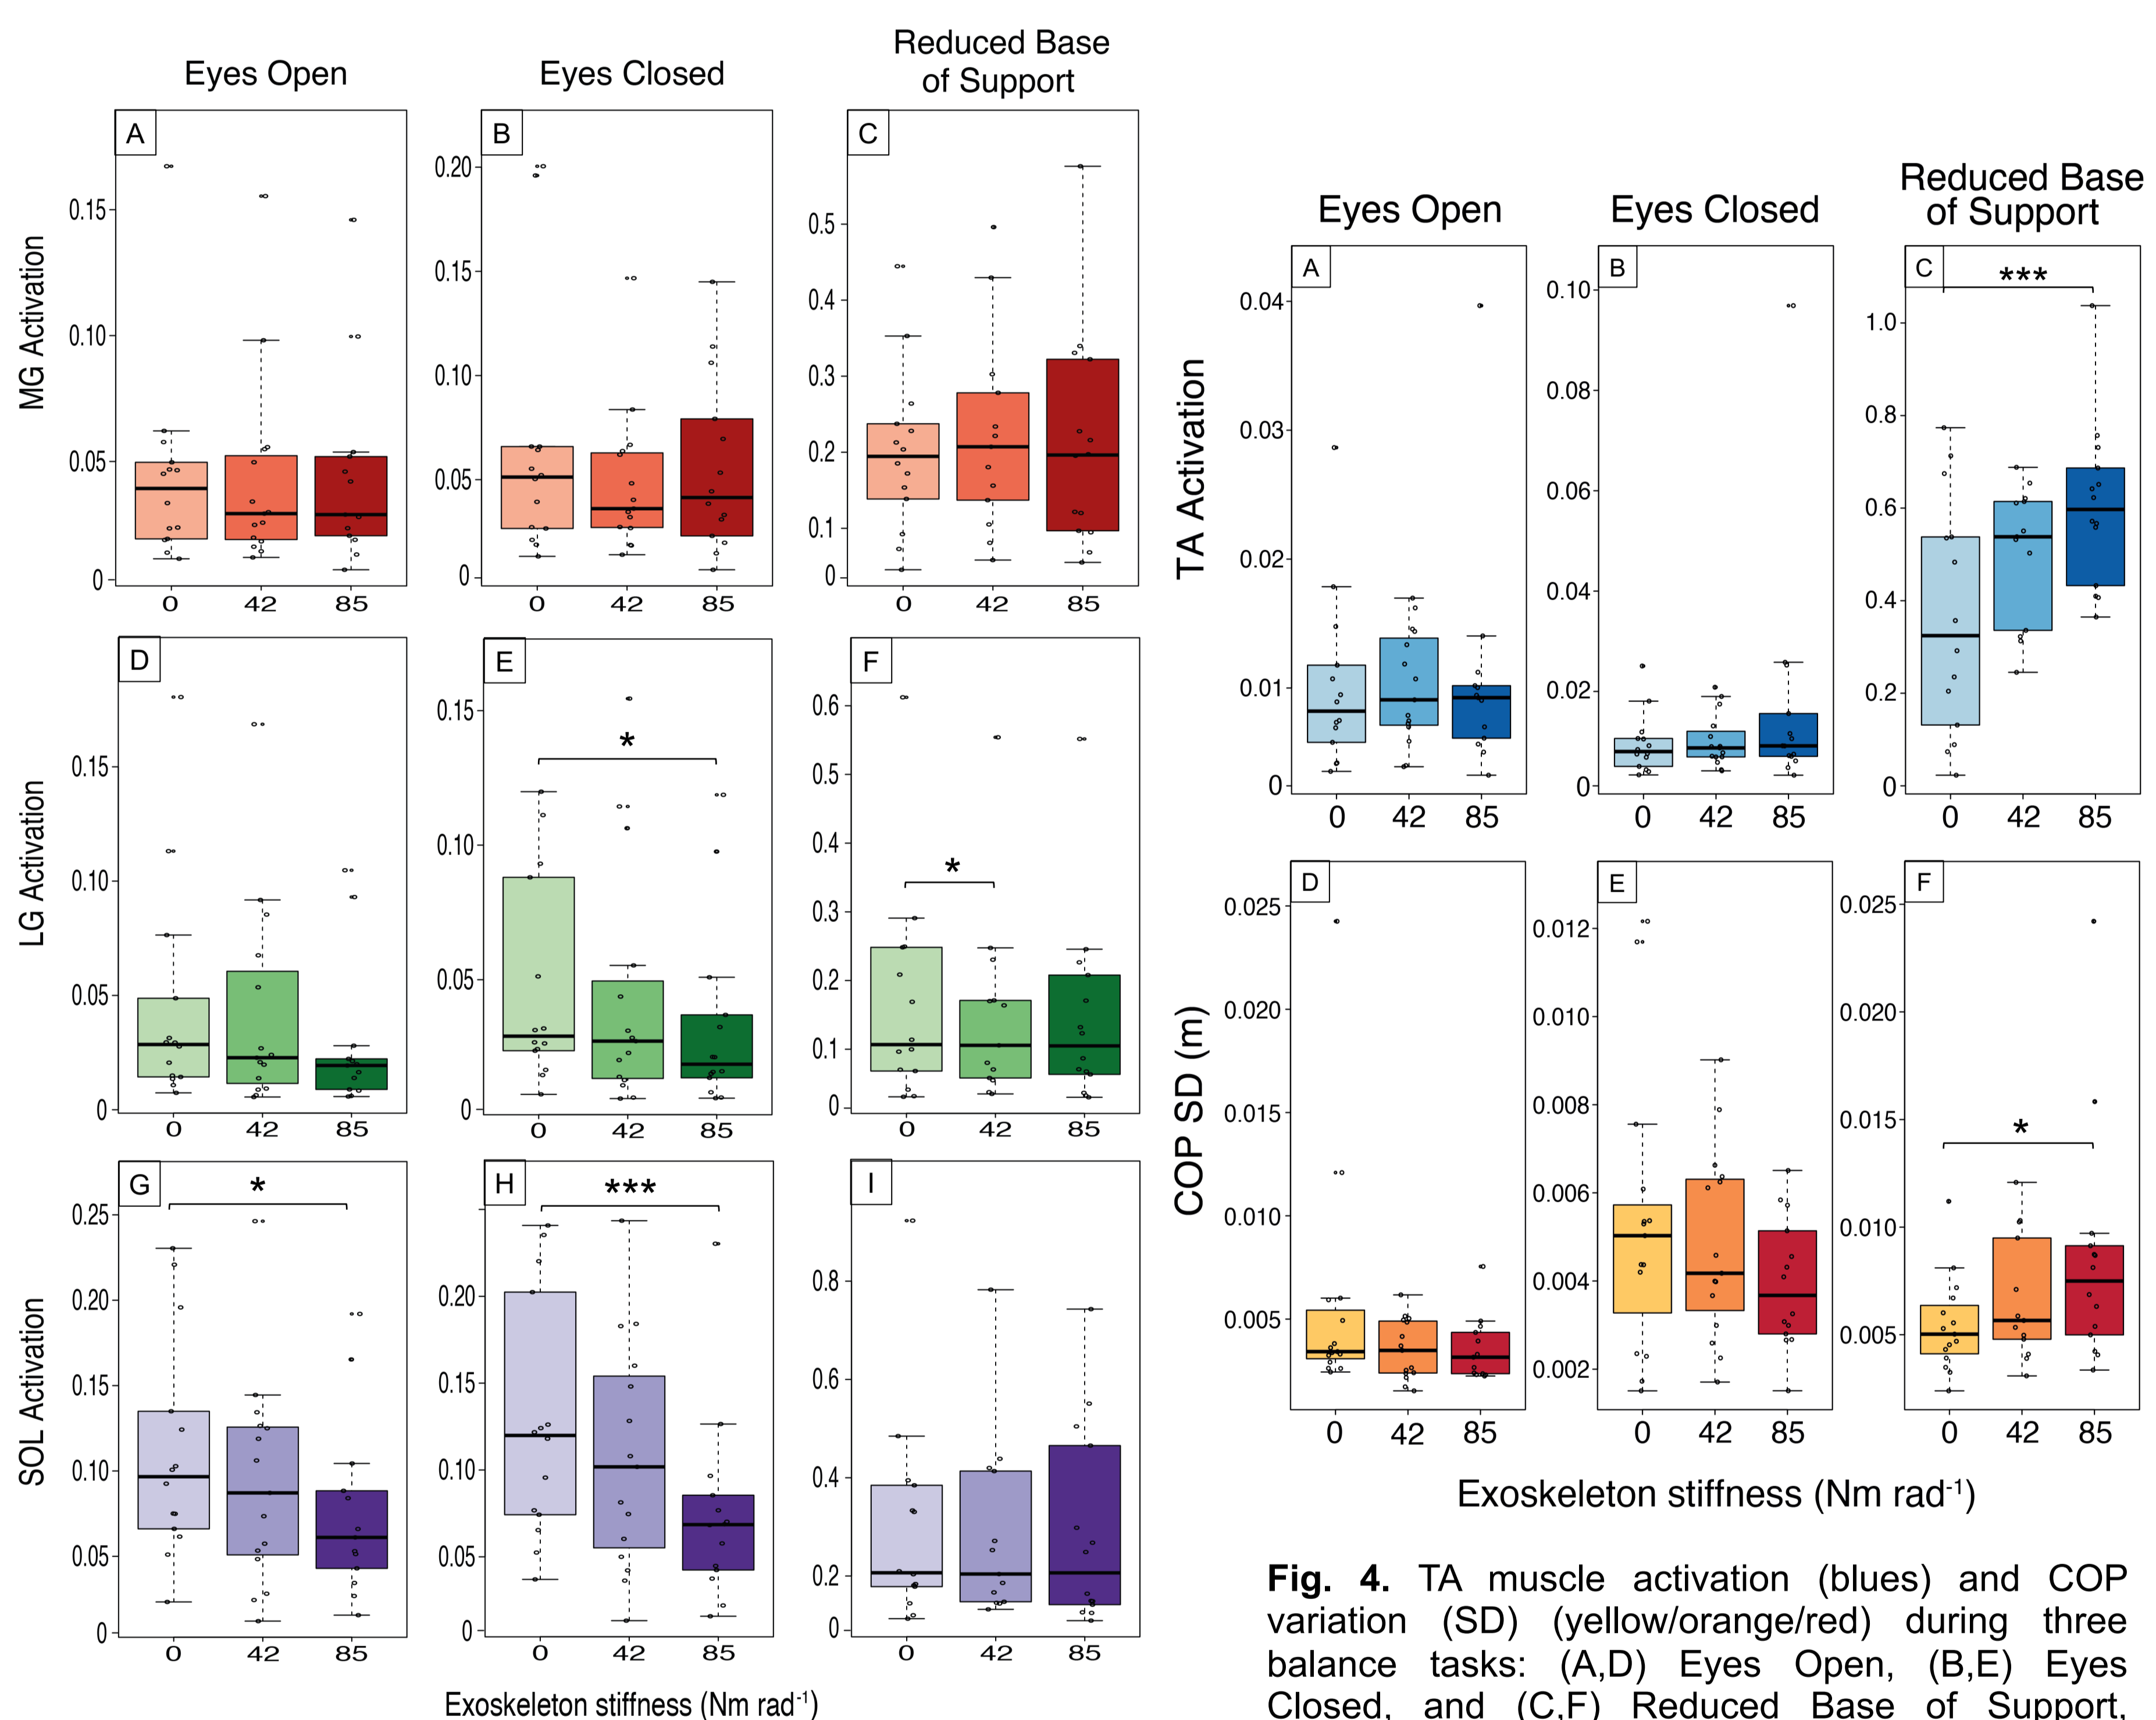 Eyes Open
Eyes Closed
Reduced Base
of Support
MG Activation
A
0.15
0.10
0.05
0
0 42 85
B
0.20
0.15
0.10
0.05
0
0 42 85
C
0.5
0.4
0.3
0.2
0.1
0
0 42 85
LG Activation
D
0.15
0.10
0.05
0
0 42 85
E
0.15
0.10
0.05
0
*
0 42 85
F
0.6
0.5
0.4
0.3
0.2
0.1
0
*
0 42 85
SOL Activation
G
0.25
0.20
0.15
0.10
0.05
0
*
0 42 85
H
0.20
0.15
0.10
0.05
0
***
0 42 85
I
0.8
0.6
0.4
0.2
0
0 42 85
Exoskeleton stiffness (Nm rad-1)
Eyes Open
Eyes Closed
Reduced Base
of Support
TA Activation
A
0.04
0.03
0.02
0.01
0
0 42 85
B
0.10
0.08
0.06
0.04
0.02
0
0 42 85
C
***
1.0
0.8
0.6
0.4
0.2
0
0 42 85
COP SD (m)
D
0.025
0.020
0.015
0.010
0.005
0 42 85
E
0.012
0.010
0.008
0.006
0.004
0.002
0 42 85
F
0.025
0.020
0.015
0.010
0.005
*
0 42 85
Exoskeleton stiffness (Nm rad-1)
Fig. 4. TA muscle activation (blues) and COP
variation (SD) (yellow/orange/red) during three
balance tasks: (A,D) Eyes Open, (B,E) Eyes
Closed, and (C,F) Reduced Base of Support,